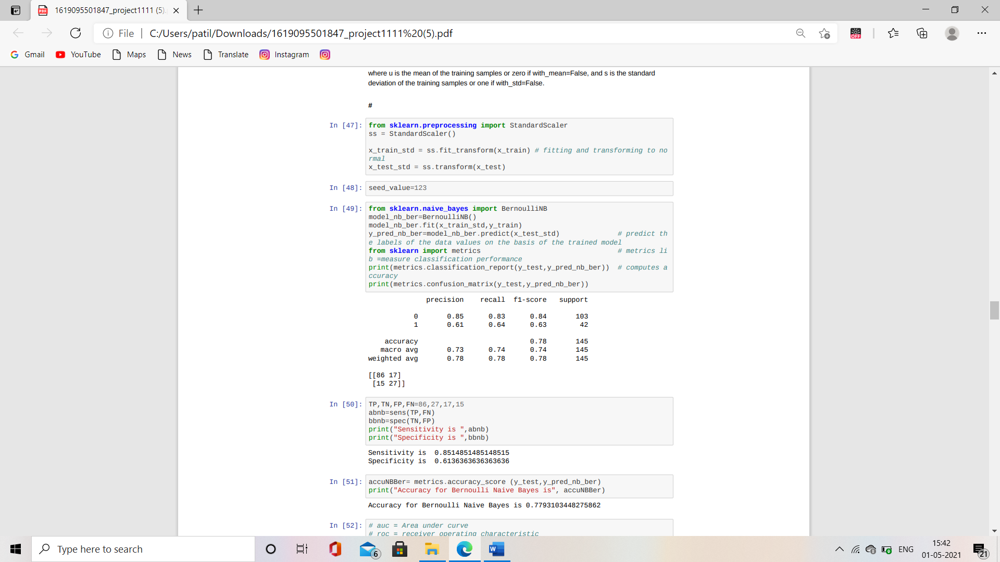 1619095501847_project1111 (5).
File | C:/Users/patil/Downloads/1619095501847_project1111%20(5).pdf
OFF
Gmail YouTube Maps News Translate Instagram
where u is the mean of the training samples or zero if with_mean=False, and s is the standard
deviation of the training samples or one if with_std=False.
#
In [47]: from sklearn.preprocessing import StandardScaler
ss = StandardScaler()
x_train_std = ss.fit_transform(x_train) # fitting and transforming to no
rmal
x_test_std = ss.transform(x_test)
In [48]: seed_value=123
In [49]: from sklearn.naive_bayes import BernoulliNB
model_nb_ber=BernoulliNB()
model_nb_ber.fit(x_train_std,y_train)
y_pred_nb_ber=model_nb_ber.predict(x_test_std) # predict th
e labels of the data values on the basis of the trained model
from sklearn import metrics # metrics li
b =measure classification performance
print(metrics.classification_report(y_test,y_pred_nb_ber)) # computes a
ccuracy
print(metrics.confusion_matrix(y_test,y_pred_nb_ber))
precision recall f1-score support
0 0.85 0.83 0.84 103
1 0.61 0.64 0.63 42
accuracy 0.78 145
macro avg 0.73 0.74 0.74 145
weighted avg 0.78 0.78 0.78 145
[[86 17]
[15 27]]
In [50]: TP,TN,FP,FN=86,27,17,15
abnb=sens(TP,FN)
bbnb=spec(TN,FP)
print("Sensitivity is ",abnb)
print("Specificity is ",bbnb)
Sensitivity is 0.8514851485148515
Specificity is 0.6136363636363636
In [51]: accuNBBer= metrics.accuracy_score (y_test,y_pred_nb_ber)
print("Accuracy for Bernoulli Naive Bayes is", accuNBBer)
Accuracy for Bernoulli Naive Bayes is 0.7793103448275862
In [52]: # auc = Area under curve
# roc = receiver operating characteristic
Type here to search
6
ENG
15:42
01-05-2021
21